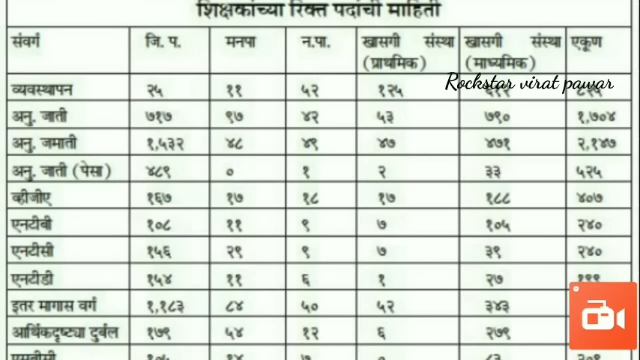 शिक्षकांच्या रिक्त पदांची माहिती
संवर्ग जि. प. मनपा न.पा. खासगी संस्था (प्राथमिक) खासगी संस्था (माध्यमिक) एकूण
Rockstar virat pawar
व्यवस्थापन २५ ११ ५२ १२५
अनु. जाती ७१७ ९७ ४२ ५३ ७९० १,७०४
अनु. जमाती १,५३२ ४८ ४९ ४७ ४७१ २,१४७
अनु. जाती (पेसा) ४८९ ० १ २ ३३ ५२५
व्हीजीए १६७ १७ १८ १७ १८८ ४०७
एनटीबी १०८ ११ ९ ७ १०५ २४०
एनटीसी १५६ २९ ९ ७ ३९ २४०
एनटीडी १५४ ११ ६ १ २७ १९९
इतर मागास वर्ग १,१८३ ८४ ५० ५२ ३४३
आर्थिकदृष्ट्या दुर्बल १७९ ५४ १२ ६ २७९